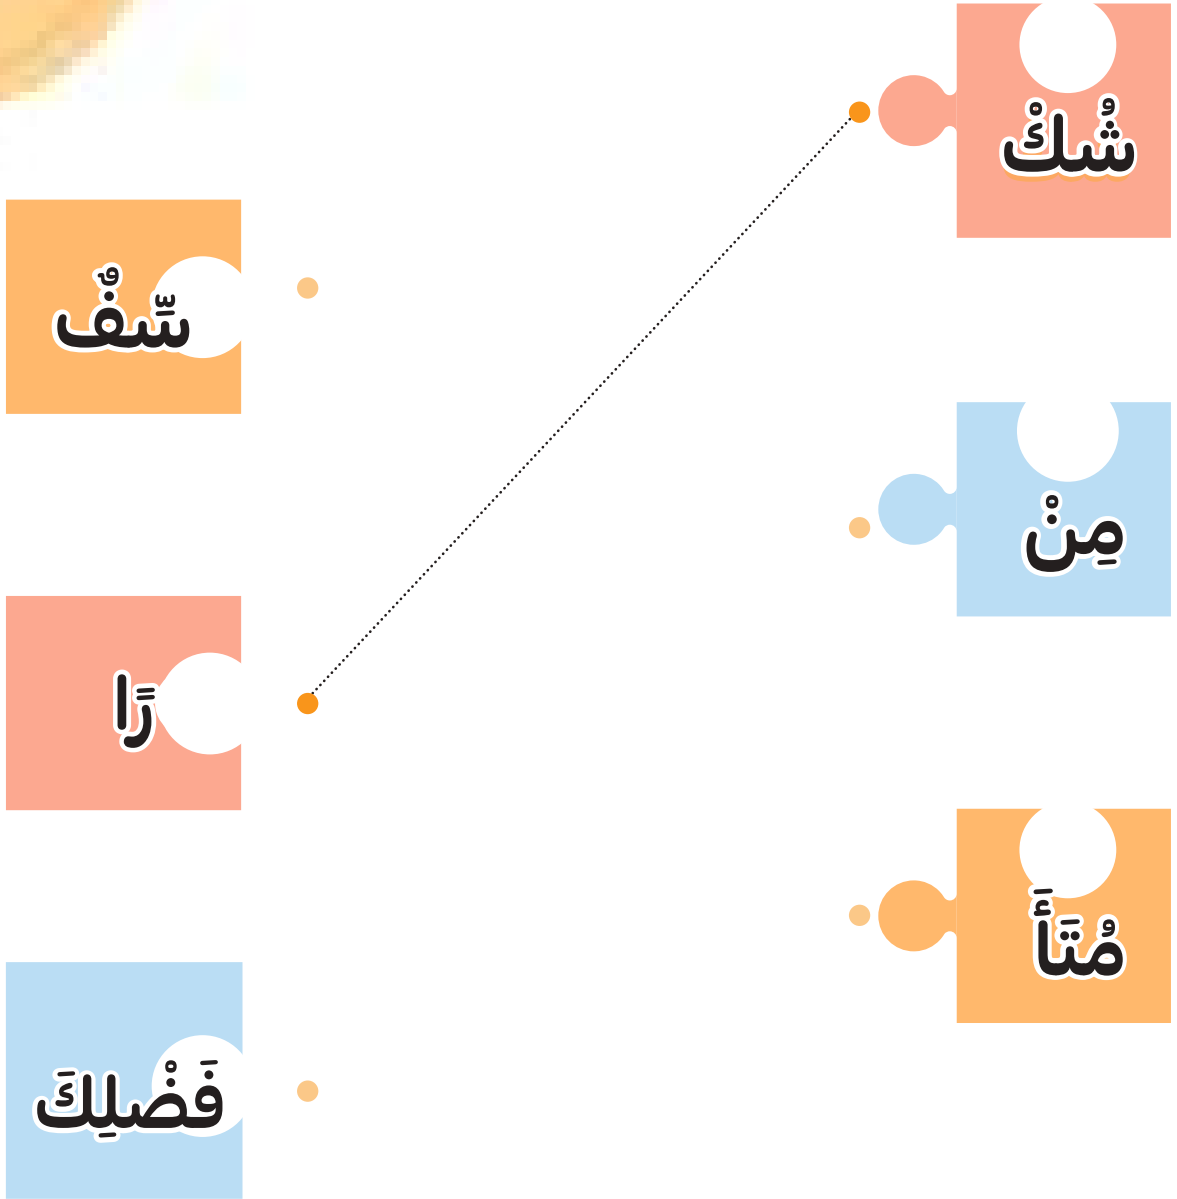 شُكْ
سِّفٌ
مِنْ
رًا
مُتَأَ
فَضْلِكَ